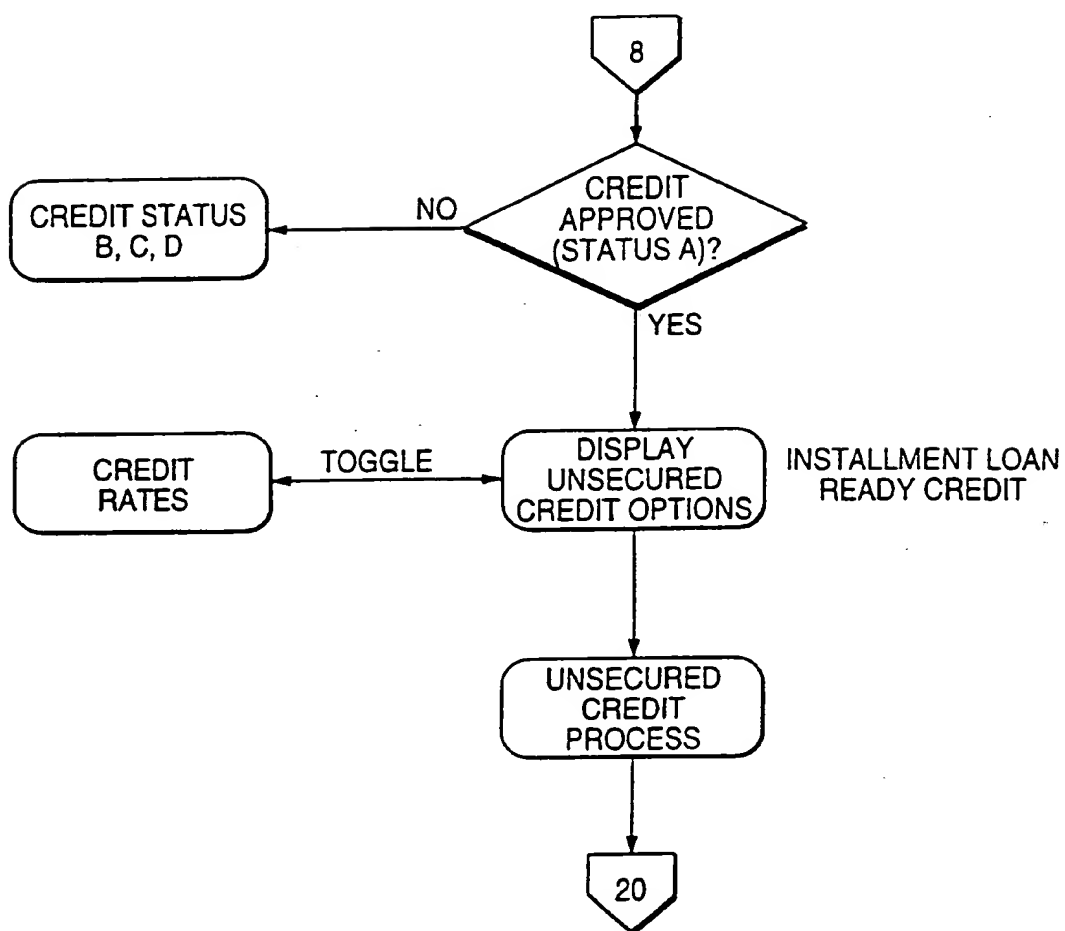 8
CREDIT
APPROVED
(STATUS A)?
NO
CREDIT STATUS
B, C, D
YES
DISPLAY
UNSECURED
CREDIT OPTIONS
TOGGLE
CREDIT
RATES
INSTALLMENT LOAN
READY CREDIT
UNSECURED
CREDIT
PROCESS
20